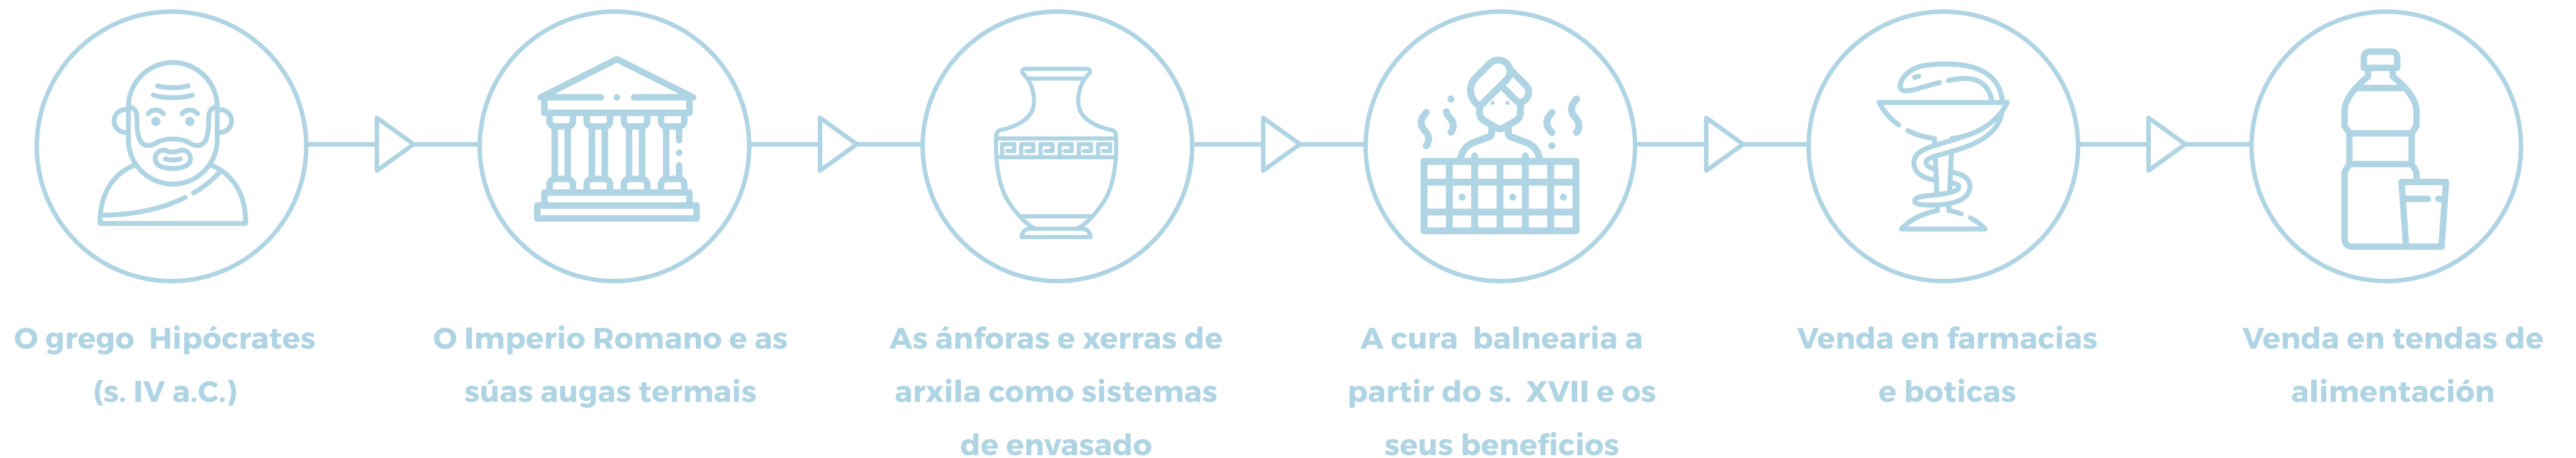 O grego Hipócrates
(s. IV a.C.)
O Imperio Romano e as
súas augas termais
As ánforas e xerras de
arxila como sistemas
de envasado
A cura balnearia a
partir do s. XVII e os
seus beneficios
Venda en farmacias
e boticas
Venda en tendas de
alimentación